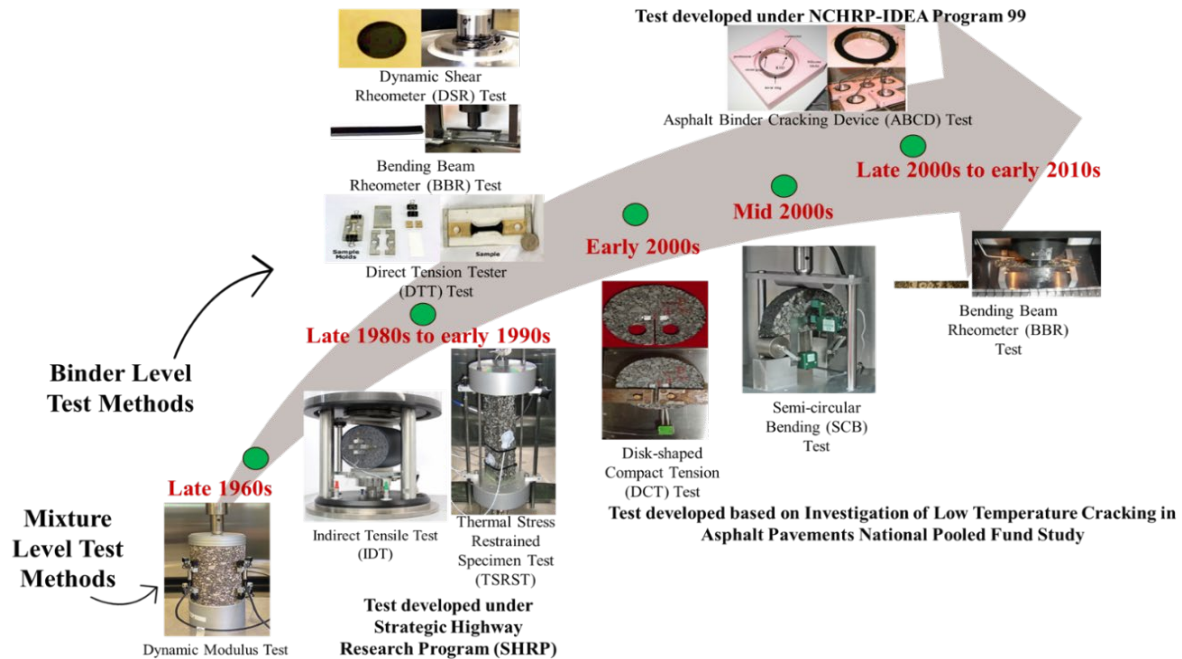 Test developed under NCHRP-IDEA Program 99
Dynamic Shear
Rheometer (DSR) Test
Asphalt Binder Cracking Device (ABCD) Test
Bending Beam
Rheometer (BBR) Test
Late 2000s to early 2010s
Mid 2000s
Early 2000s
Sample
Molds
Sample
Direct Tension Tester
(DTT) Test
Late 1980s to early 1990s
Bending Beam
Rheometer (BBR)
Test
Binder Level
Test Methods
Semi-circular
Bending (SCB)
Test
Disk-shaped
Compact Tension
(DCT) Test
Late 1960s
Mixture
Level Test
Methods
Indirect Tensile Test
(IDT)
Thermal Stress
Restrained
Specimen Test
(TSRST)
Test developed based on Investigation of Low Temperature Cracking in
Asphalt Pavements National Pooled Fund Study
Test developed under
Strategic Highway
Research Program (SHRP)
Dynamic Modulus Test